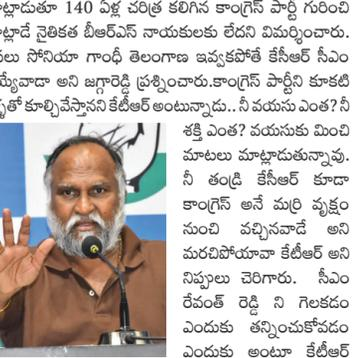 ట్లాడుతూ 140 ఏళ్ల చరిత్ర కలిగిన కాంగ్రెస్ పార్టీ గురించి
ట్లాడే నైతికత బీఆర్ఎస్ నాయకులకు లేదని విమర్శించారు.
లు సోనియా గాంధీ తెలంగాణ ఇవ్వకపోతే కేసీఆర్ సీఎం
య్యేవాడా అని జగ్గారెడ్డి ప్రశ్నించారు.కాంగ్రెస్ పార్టీని కూకటి
తో కూల్చివేస్తానని కేటీఆర్ అంటున్నాడు.. నీ వయసు ఎంత? నీ
శక్తి ఎంత? వయసుకు మించి
మాటలు మాట్లాడుతున్నావు.
నీ తండ్రి కేసీఆర్ కూడా
కాంగ్రెస్ అనే మర్రి వృక్షం
నుంచి వచ్చినవాడే అని
మరచిపోయావా కేటీఆర్ అని
నిప్పులు చెరిగారు. సీఎం
రేవంత్ రెడ్డి ని గెలకడం
ఎందుకు తన్నించుకోవడం
ఎందుకు అంటూ కేటీఆర్